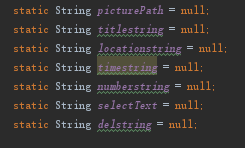 static String picturePath = null;
static String titlestring = null;
static String locationstring = null;
static String timestring = null;
static String numberstring = null;
static String selectText = null;
static String delstring = null;